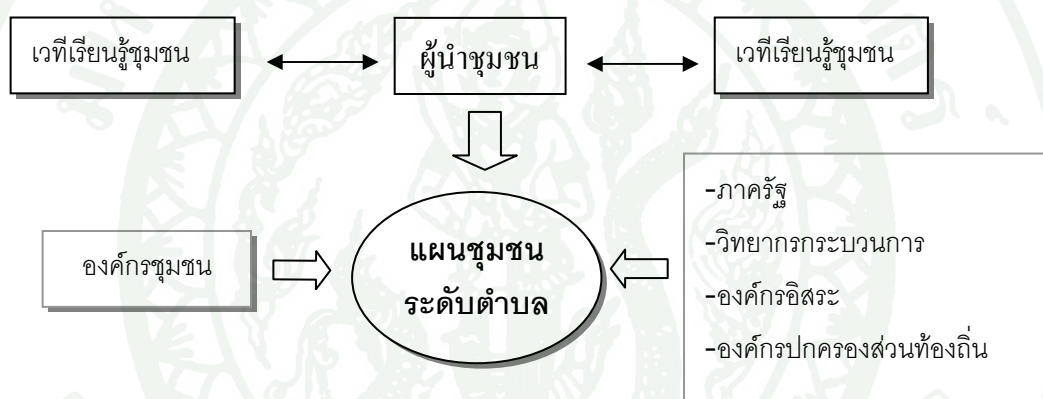 เวทีเรียนรู้ชุมชน
ผู้นำชุมชน
เวทีเรียนรู้ชุมชน
องค์กรชุมชน
แผนชุมชน
ระดับตำบล
-ภาครัฐ
-วิทยากรกระบวนการ
-องค์กรอิสระ
-องค์กรปกครองส่วนท้องถิ่น